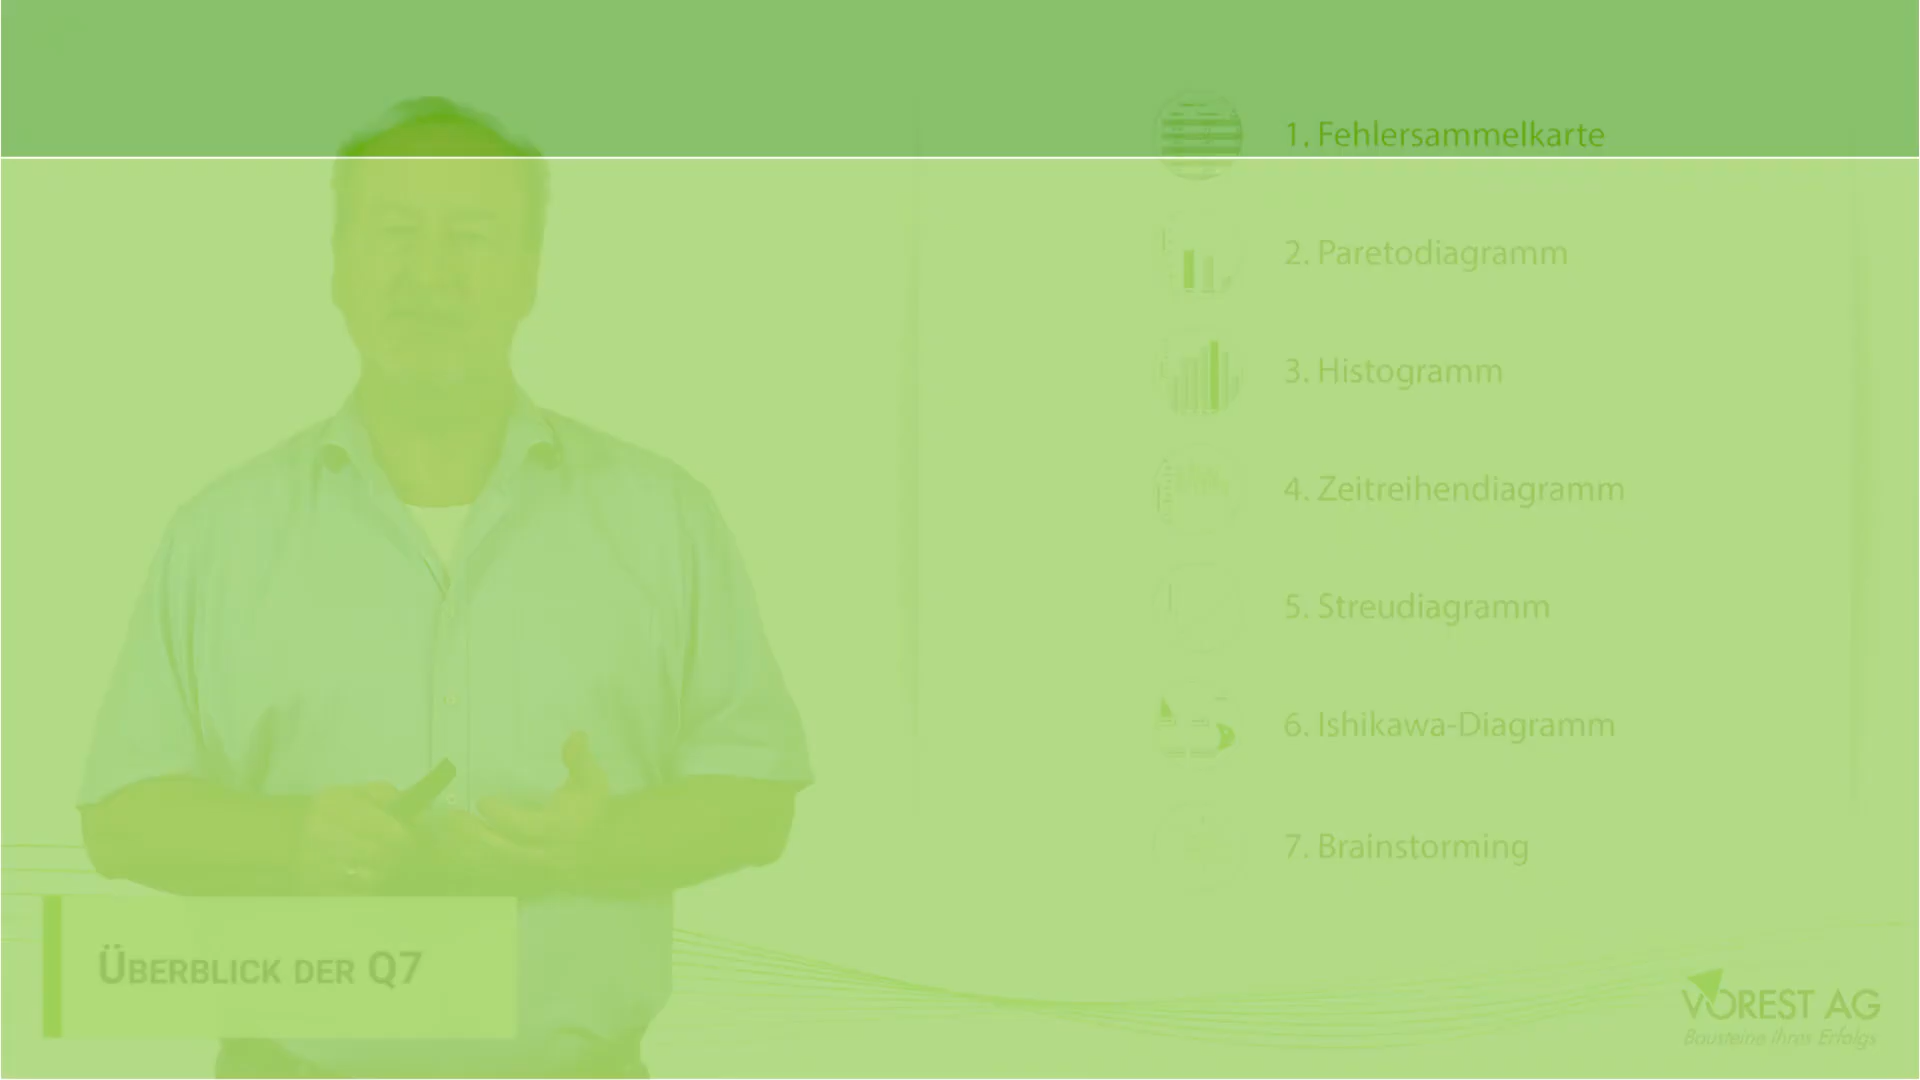 1. Fehlersammelkarte
2. Paretodiagramm
3. Histogramm
4. Zeitreihendiagramm
5. Streudiagramm
6. Ishikawa-Diagramm
7. Brainstorming
ÜBERBLICK DER Q7
VOREST AG
Bausteine Ihres Erfolgs